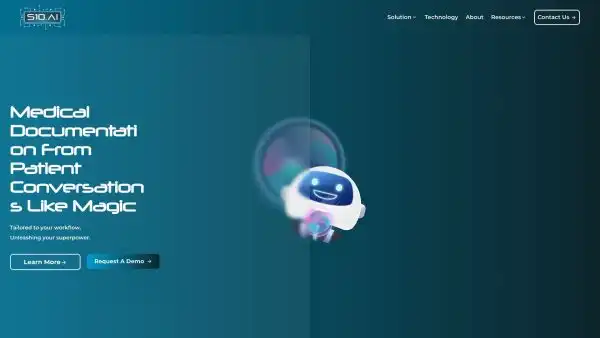 S10.AI
Solution
Technology
About
Resources
Contact Us →
Medical
Documentati
on From
Patient
Conversation
s Like Magic
Tailored to your workflow.
Unleashing your superpower.
Learn More →
Request A Demo →